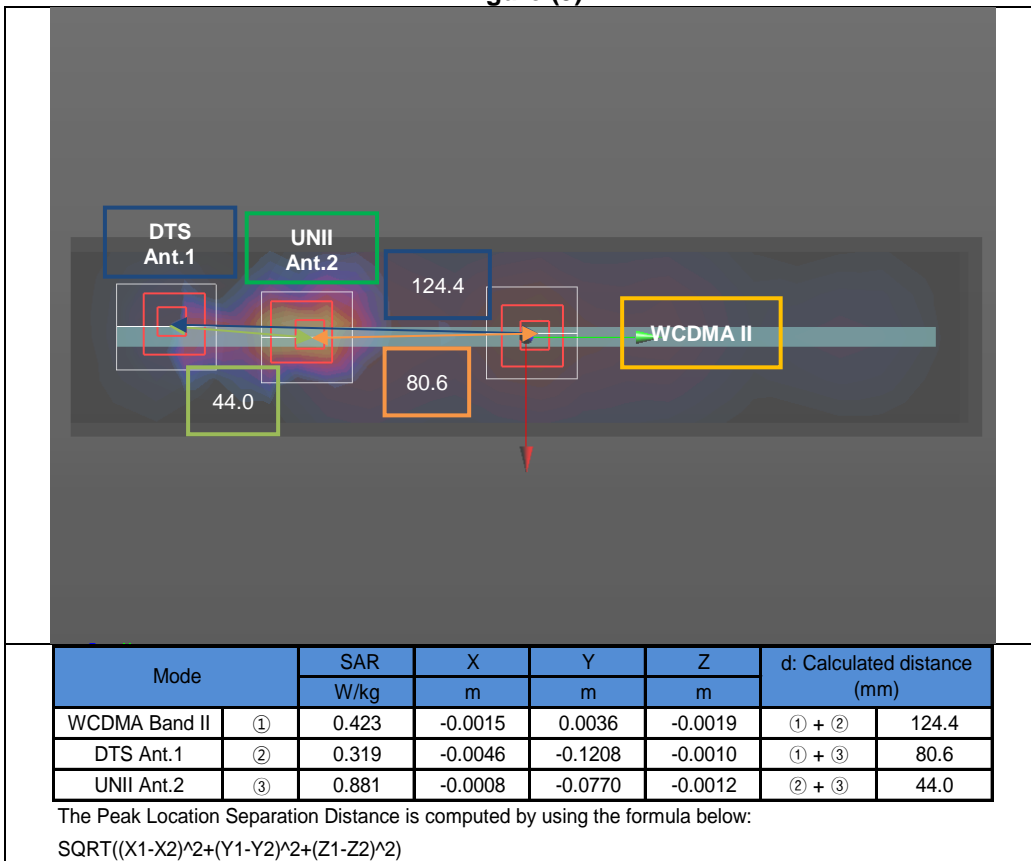 DTS
Ant.1
UNII
Ant.2
124.4
WCDMA II
80.6
44.0
Mode SAR X Y Z d: Calculated distance (mm)
W/kg m m m
WCDMA Band II ① 0.423 -0.0015 0.0036 -0.0019 ① + ② 124.4
DTS Ant.1 ② 0.319 -0.0046 -0.1208 -0.0010 ① + ③ 80.6
UNII Ant.2 ③ 0.881 -0.0008 -0.0770 -0.0012 ② + ③ 44.0
The Peak Location Separation Distance is computed by using the formula below:
SQRT((X1-X2)^2+(Y1-Y2)^2+(Z1-Z2)^2)